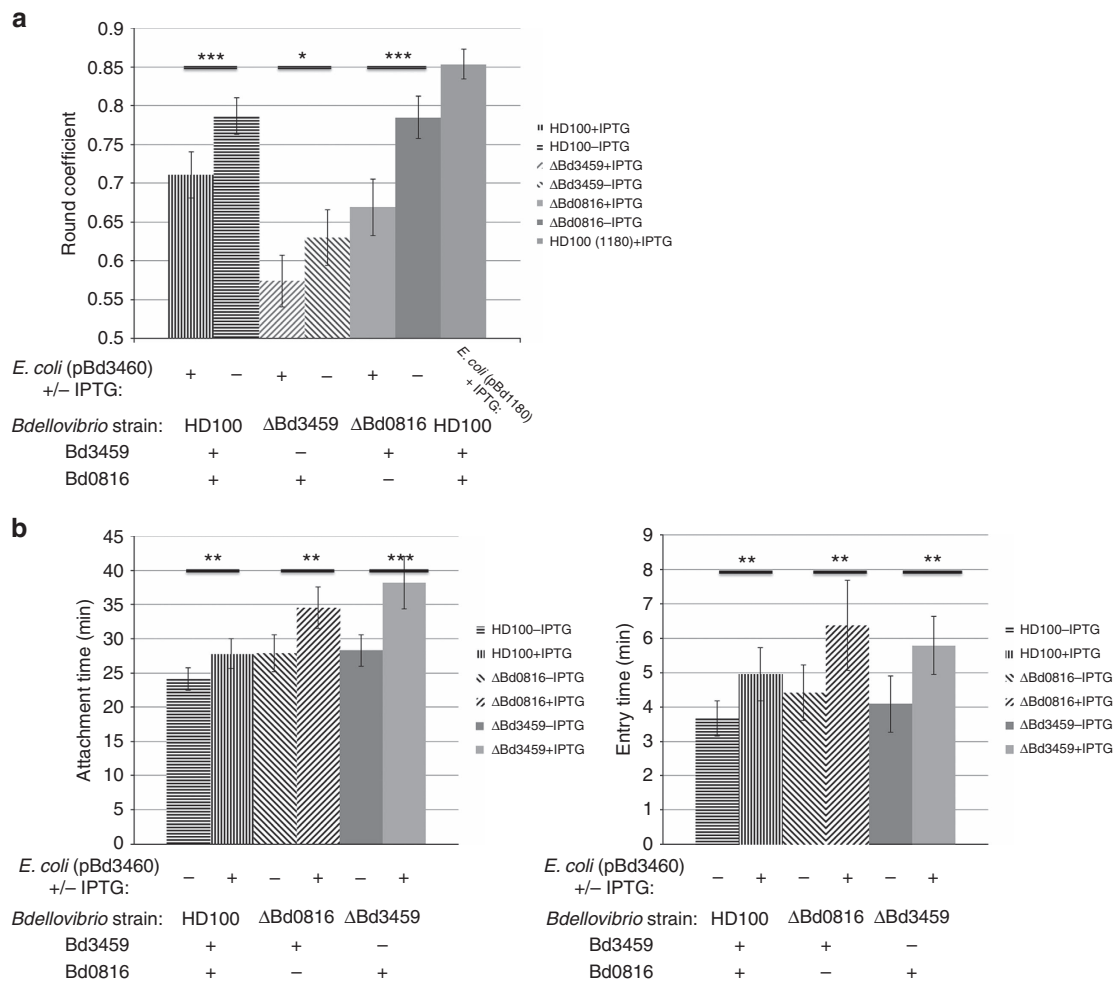 a
0.9
0.85
0.8
0.75
0.7
0.65
0.6
0.55
0.5
Round coefficient
*** * ***
HD100+IPTG
HD100–IPTG
ΔBd3459+IPTG
ΔBd3459–IPTG
ΔBd0816+IPTG
ΔBd0816–IPTG
HD100 (1180)+IPTG
E. coli (pBd3460)
+/– IPTG:
+ – + – + –
E. coli (pBd1180)
+ IPTG:
Bdellovibrio strain: HD100 ΔBd3459 ΔBd0816 HD100
Bd3459 + – + +
Bd0816 + + – +
b
45
40
35
30
25
20
15
10
5
0
Attachment time (min)
** ** ***
HD100–IPTG
HD100+IPTG
ΔBd0816–IPTG
ΔBd0816+IPTG
ΔBd3459–IPTG
ΔBd3459+IPTG
E. coli (pBd3460)
+/– IPTG:
– + – + – +
Bdellovibrio strain: HD100 ΔBd0816 ΔBd3459
Bd3459 + + –
Bd0816 + – +
9
8
7
6
5
4
3
2
1
0
Entry time (min)
** ** **
HD100–IPTG
HD100+IPTG
ΔBd0816–IPTG
ΔBd0816+IPTG
ΔBd3459–IPTG
ΔBd3459+IPTG
E. coli (pBd3460)
+/– IPTG:
– + – + – +
Bdellovibrio strain: HD100 ΔBd0816 ΔBd3459
Bd3459 + + –
Bd0816 + – +